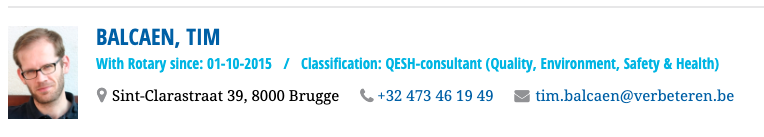 BALCAEN, TIM
With Rotary since: 01-10-2015 / Classification: QESH-consultant (Quality, Environment, Safety & Health)
Sint-Clarastraat 39, 8000 Brugge +32 473 46 19 49 tim.balcaen@verbeteren.be